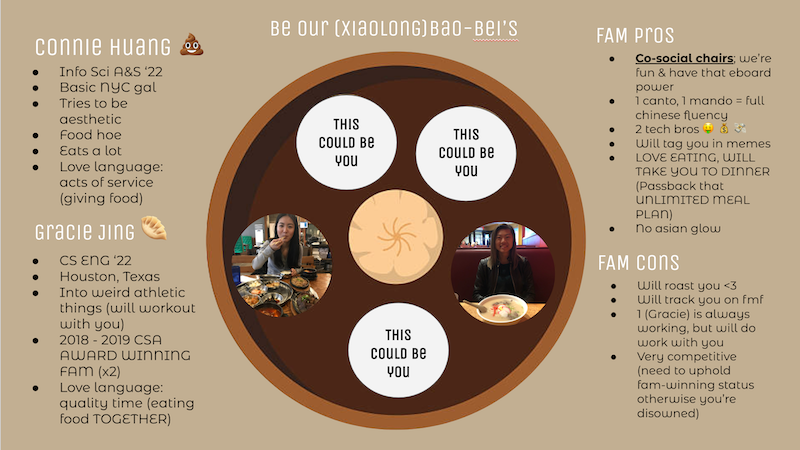 Be Our (Xiaolong)Bao-Bei's
Connie Huang 💩
● Info Sci A&S '22
● Basic NYC gal
● Tries to be
aesthetic
● Food hoe
● Eats a lot
● Love language:
acts of service
(giving food)
Gracie Jing 🥟
● CS ENG '22
● Houston, Texas
● Into weird athletic
things (will workout
with you)
● 2018 - 2019 CSA
AWARD WINNING
FAM (x2)
● Love language:
quality time (eating
food TOGETHER)
THIS
COULD BE
YOU
THIS
COULD BE
YOU
THIS
COULD BE
YOU
Fam Pros
● Co-social chairs; we're
fun & have that eboard
power
● 1 canto, 1 mando = full
chinese fluency
● 2 tech bros 🤑 💰 💸
● Will tag you in memes
● LOVE EATING, WILL
TAKE YOU TO DINNER
(Passback that
UNLIMITED MEAL
PLAN)
● No asian glow
Fam Cons
● Will roast you <3
● Will track you on fmf
● 1 (Gracie) is always
working, but will do
work with you
● Very competitive
(need to uphold
fam-winning status
otherwise you're
disowned)